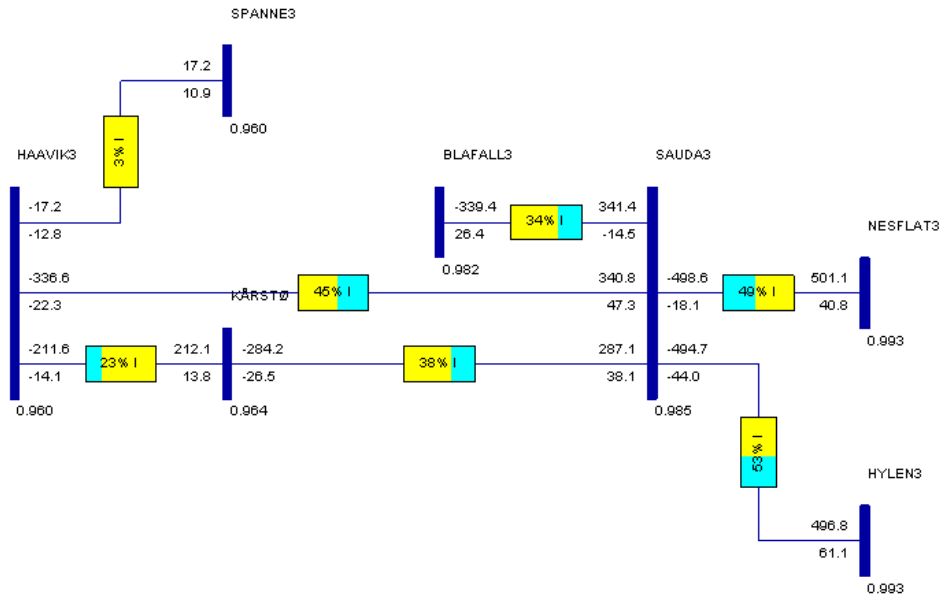 SPANNE3
17.2
10.9
0.960
3% I
HAAVIK3
BLAFALL3
SAUDA3
-17.2
-12.8
-339.4
26.4
34% I
341.4
-14.5
0.982
NESFLAT3
-336.6
-22.3
45% I
340.8
47.3
-498.6
-18.1
49% I
501.1
40.8
0.993
KÅRSTØ
-211.6
-14.1
23% I
212.1
13.8
-284.2
-26.5
38% I
287.1
38.1
-494.7
-44.0
0.960
0.964
0.985
53% I
HYLEN3
496.8
61.1
0.993